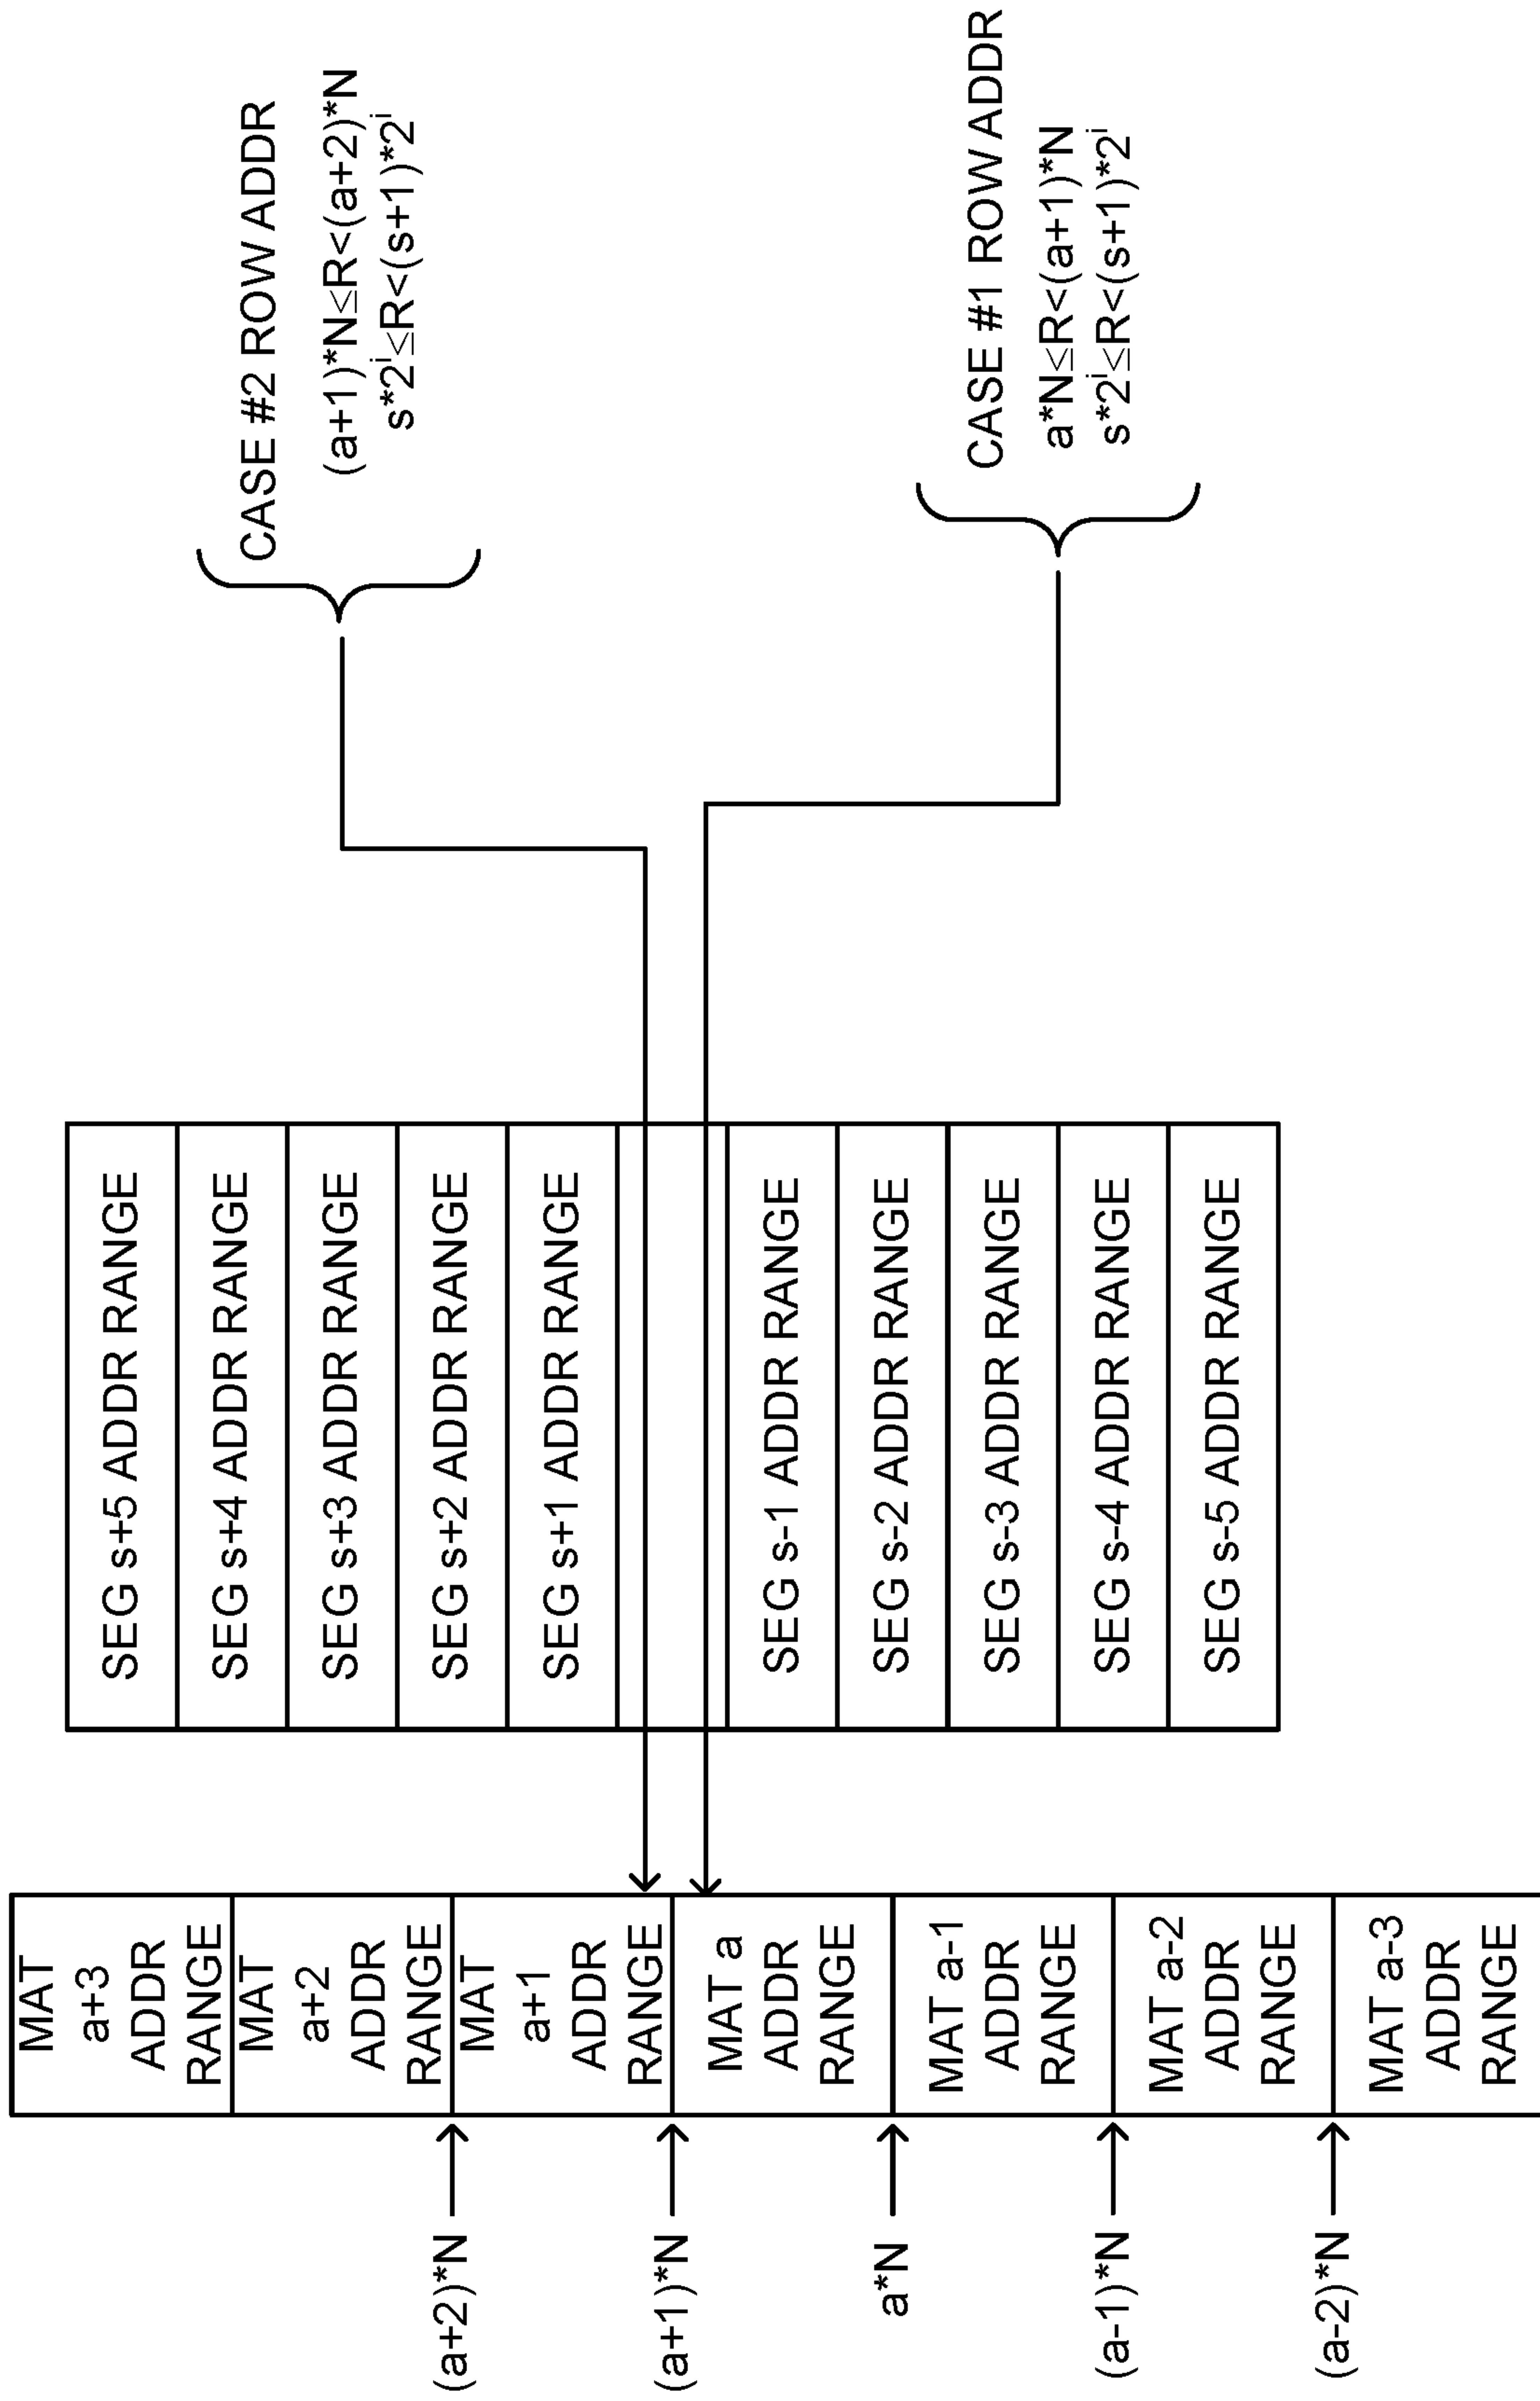 MAT
a+3
ADDR
RANGE
MAT
a+2
ADDR
RANGE
MAT
a+1
ADDR
RANGE
MAT a
ADDR
RANGE
MAT a-1
ADDR
RANGE
MAT a-2
ADDR
RANGE
MAT a-3
ADDR
RANGE
(a+2)*N
(a+1)*N
a*N
(a-1)*N
(a-2)*N
SEG s+5 ADDR RANGE
SEG s+4 ADDR RANGE
SEG s+3 ADDR RANGE
SEG s+2 ADDR RANGE
SEG s+1 ADDR RANGE
SEG s-1 ADDR RANGE
SEG s-2 ADDR RANGE
SEG s-3 ADDR RANGE
SEG s-4 ADDR RANGE
SEG s-5 ADDR RANGE
CASE #2 ROW ADDR
(a+1)*N≤R<(a+2)*N
s*2ⁱ≤R<(s+1)*2ⁱ
CASE #1 ROW ADDR
a*N≤R<(a+1)*N
s*2ⁱ≤R<(s+1)*2ⁱ